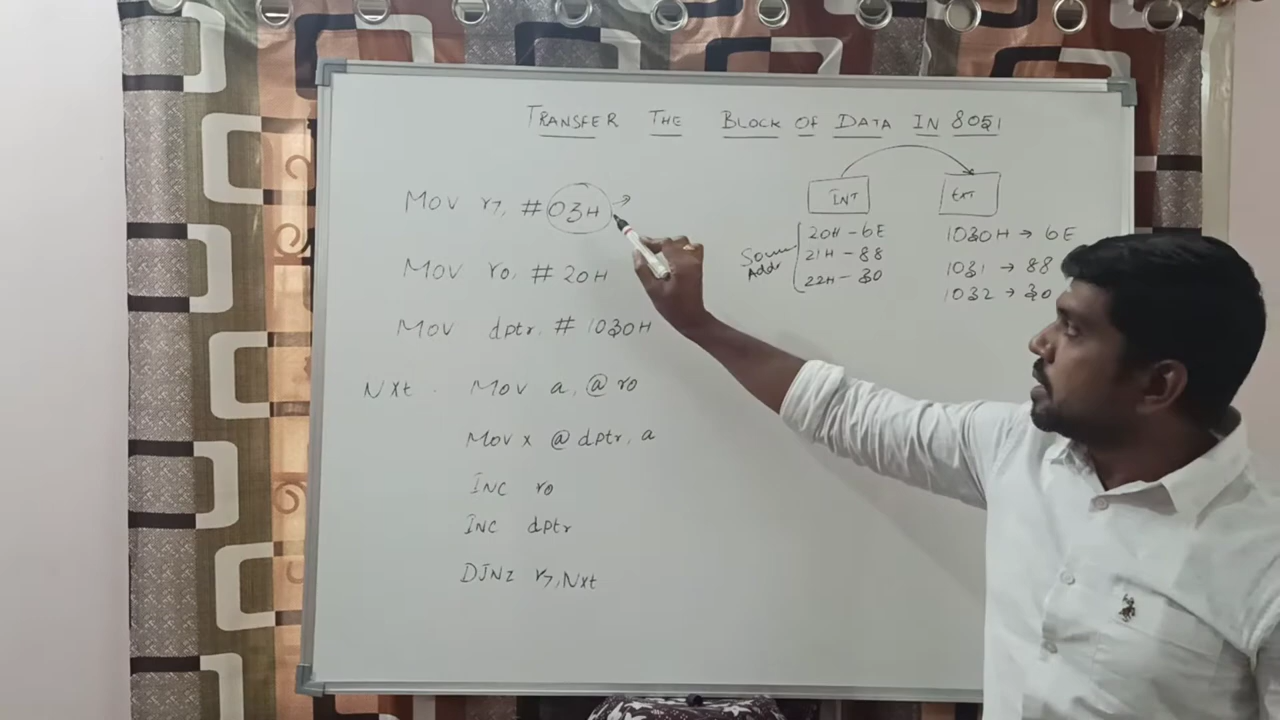 TRANSFER THE BLOCK OF DATA IN 8051
MOV r7, #03H →
MOV r0, #20H
MOV dptr, #1030H
Nxt MOV a, @r0
MOVx @dptr, a
INC r0
INC dptr
DJNZ r7, Nxt
INT EXT
Source Addr
20H - 6E
21H - 88
22H - 30
1030H → 6E
1031 → 88
1032 → 30